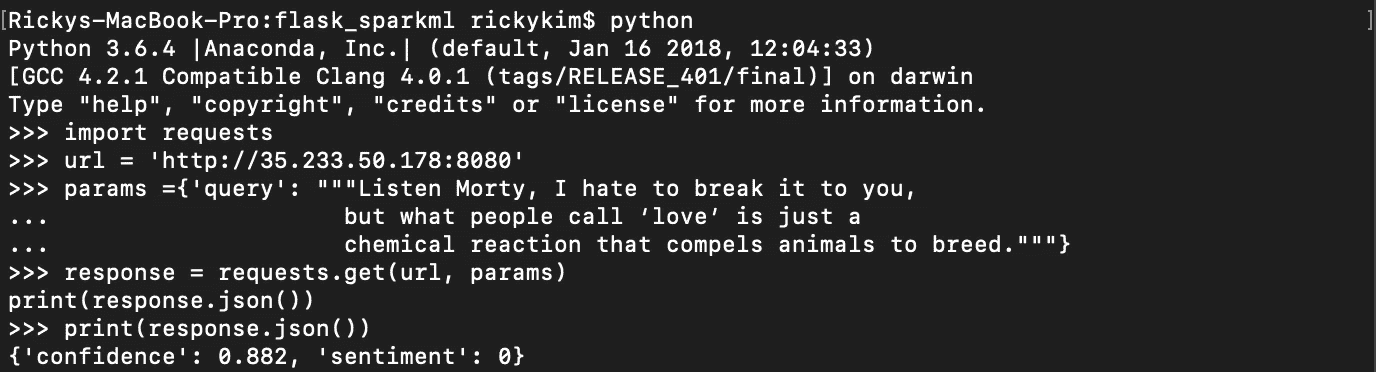 [Rickys-MacBook-Pro:flask_sparkml rickykim$ python ]
Python 3.6.4 |Anaconda, Inc.| (default, Jan 16 2018, 12:04:33)
[GCC 4.2.1 Compatible Clang 4.0.1 (tags/RELEASE_401/final)] on darwin
Type "help", "copyright", "credits" or "license" for more information.
>>> import requests
>>> url = 'http://35.233.50.178:8080'
>>> params ={'query': """Listen Morty, I hate to break it to you,
...                     but what people call ‘love’ is just a
...                     chemical reaction that compels animals to breed."""}
>>> response = requests.get(url, params)
print(response.json())
>>> print(response.json())
{'confidence': 0.882, 'sentiment': 0}